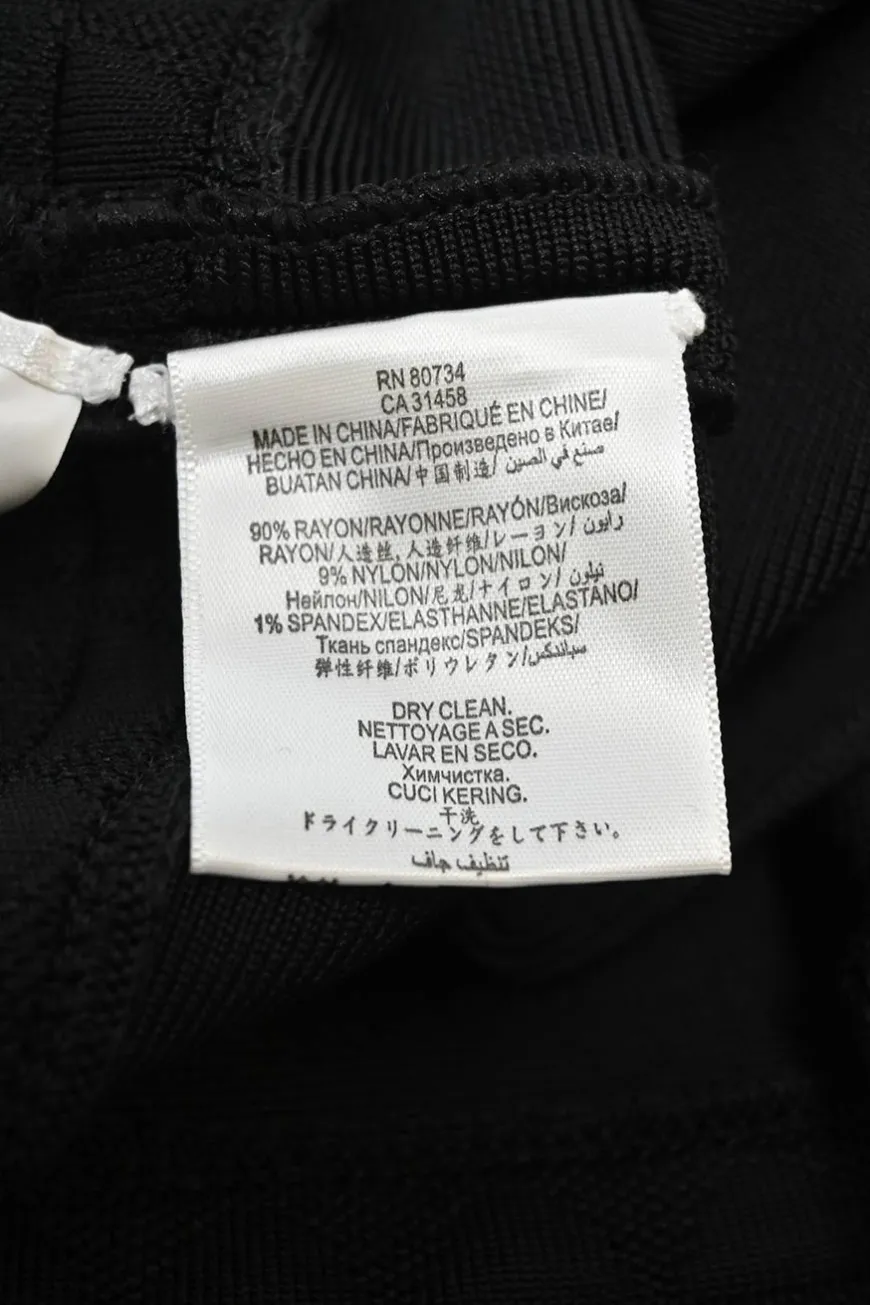 RN 80734
CA 31458
MADE IN CHINA/FABRIQUÉ EN CHINE/
HECHO EN CHINA/Произведено в Китае/
BUATAN CHINA/中国制造/ صنع في الصين
90% RAYON/RAYONNE/RAYÓN/Вискоза/
RAYON/人造丝, 人造纤维/レーヨン/ رايون
9% NYLON/NYLON/NILON/
Нейлон/NILON/尼龙/ナイロン/ نيلون
1% SPANDEX/ELASTHANNE/ELASTANO/
Ткань спандекс/SPANDEKS/
弹性纤维/ポリウレタン/سباندكس
DRY CLEAN.
NETTOYAGE A SEC.
LAVAR EN SECO.
Химчистка.
CUCI KERING.
干洗
ドライクリーニングをして下さい。
تنظيف جاف